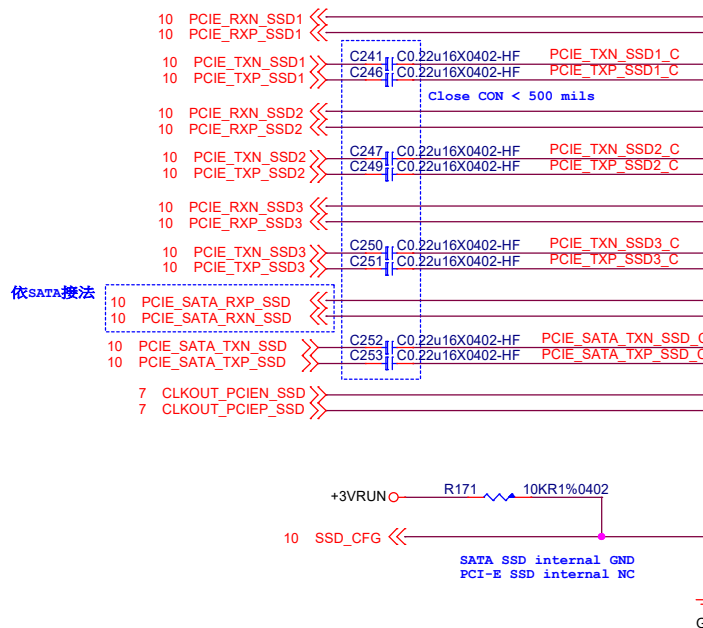 10 PCIE_RXN_SSD1
10 PCIE_RXP_SSD1
10 PCIE_TXN_SSD1 C241 C0.22u16X0402-HF PCIE_TXN_SSD1_C
10 PCIE_TXP_SSD1 C246 C0.22u16X0402-HF PCIE_TXP_SSD1_C
Close CON < 500 mils
10 PCIE_RXN_SSD2
10 PCIE_RXP_SSD2
10 PCIE_TXN_SSD2 C247 C0.22u16X0402-HF PCIE_TXN_SSD2_C
10 PCIE_TXP_SSD2 C249 C0.22u16X0402-HF PCIE_TXP_SSD2_C
10 PCIE_RXN_SSD3
10 PCIE_RXP_SSD3
10 PCIE_TXN_SSD3 C250 C0.22u16X0402-HF PCIE_TXN_SSD3_C
10 PCIE_TXP_SSD3 C251 C0.22u16X0402-HF PCIE_TXP_SSD3_C
依SATA接法
10 PCIE_SATA_RXP_SSD
10 PCIE_SATA_RXN_SSD
10 PCIE_SATA_TXN_SSD C252 C0.22u16X0402-HF PCIE_SATA_TXN_SSD_C
10 PCIE_SATA_TXP_SSD C253 C0.22u16X0402-HF PCIE_SATA_TXP_SSD_C
7 CLKOUT_PCIEN_SSD
7 CLKOUT_PCIEP_SSD
+3VRUN R171 10KR1%0402
10 SSD_CFG
SATA SSD internal GND
PCI-E SSD internal NC